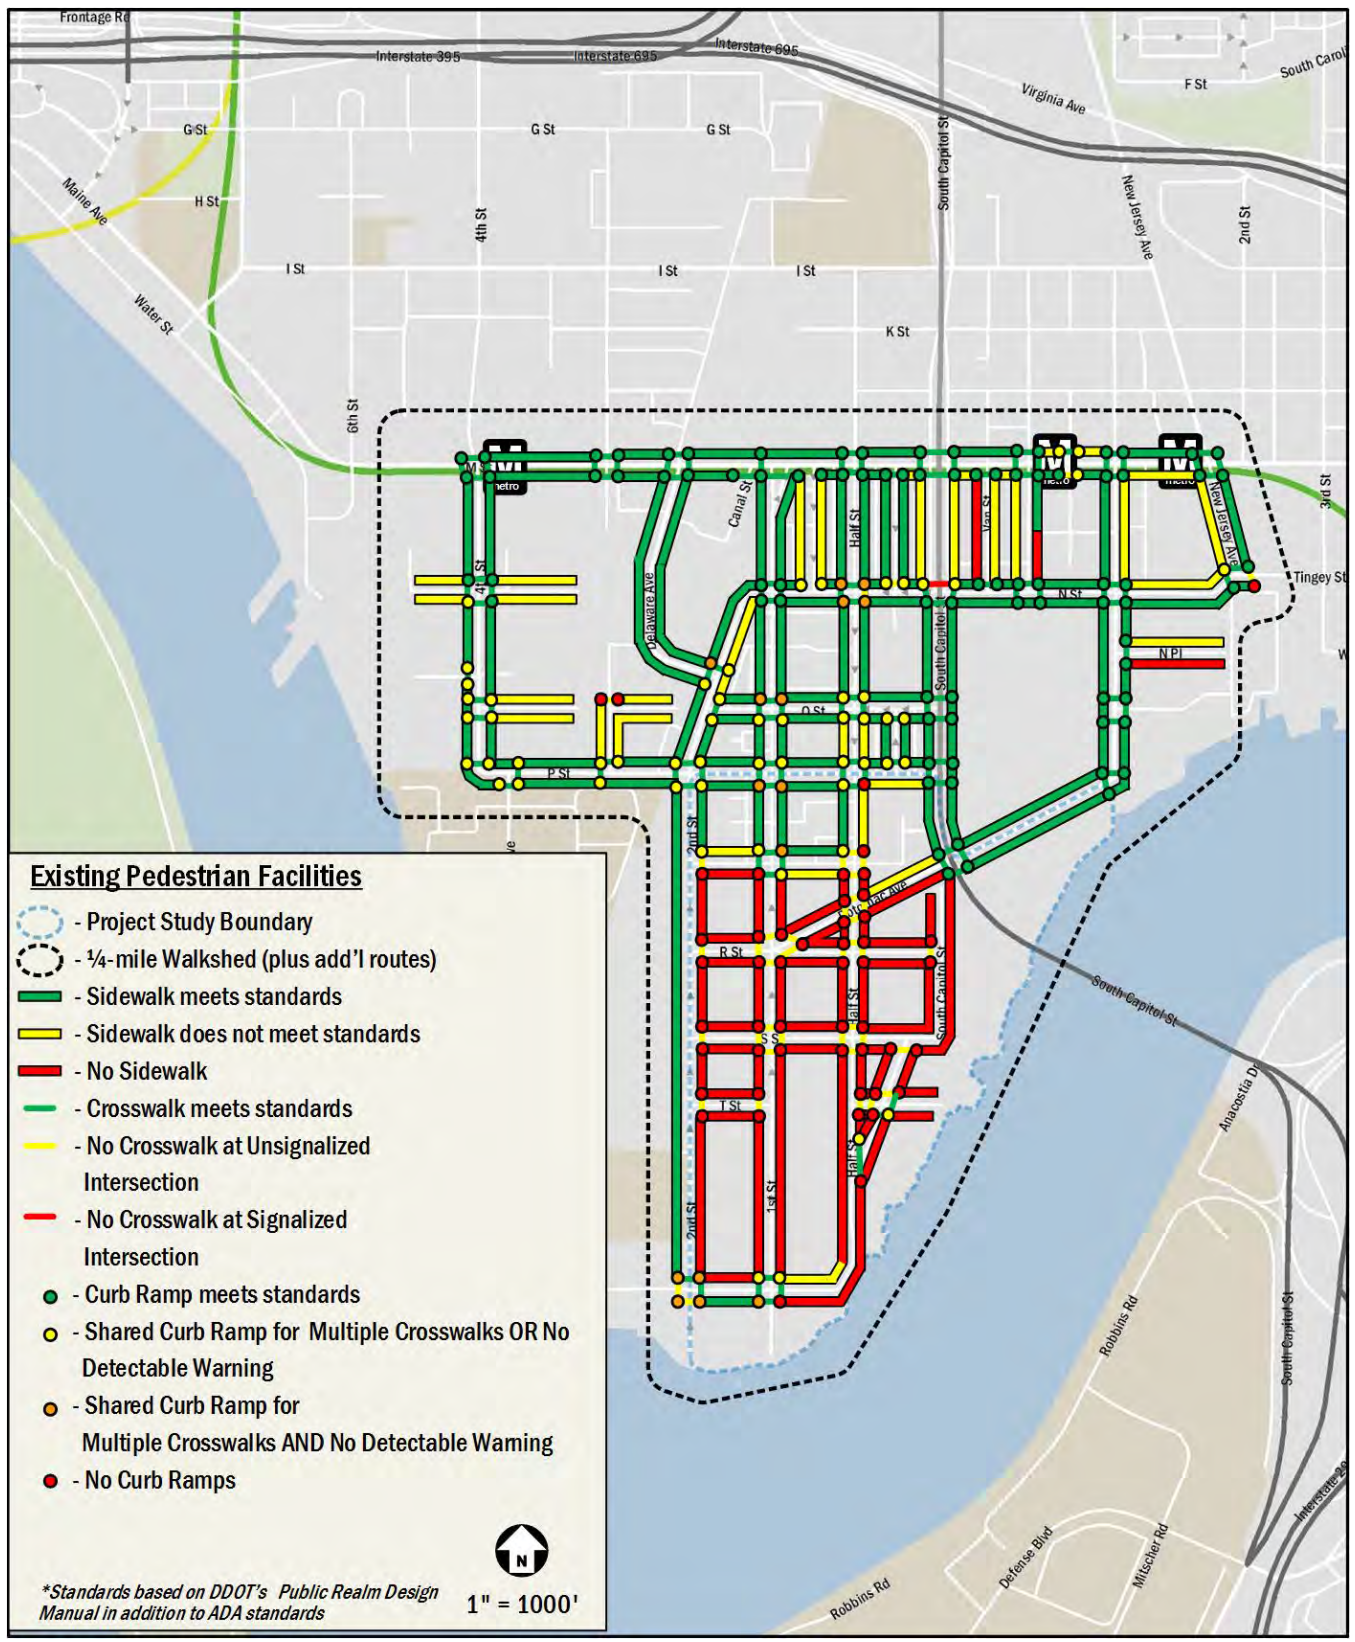 Frontage Rd
Interstate 395
Interstate 695
Interstate 695
South Carol
F St
Virginia Ave
G St
G St
G St
South Capitol St
Maine Ave
H St
4th St
New Jersey Ave
2nd St
I St
I St
I St
Water St
K St
6th St
M S
metro
metro
metro
3rd St
Canal St
Half St
Van St
New Jersey Ave
4th St
Tingey St
Delaware Ave
N St
South Capitol St
N Pl
W
O St
P St
2nd St
ve
Potomac Ave
R St
Half St
South Capitol St
South Capitol St
S S
T St
Anacostia Dr
Half St
1st St
2nd St
Robbins Rd
South Capitol St
Interstate 2
Defense Blvd
Mitscher Rd
Robbins Rd
Existing Pedestrian Facilities
- Project Study Boundary
- ¼-mile Walkshed (plus add'l routes)
- Sidewalk meets standards
- Sidewalk does not meet standards
- No Sidewalk
- Crosswalk meets standards
- No Crosswalk at Unsignalized
Intersection
- No Crosswalk at Signalized
Intersection
- Curb Ramp meets standards
- Shared Curb Ramp for Multiple Crosswalks OR No
Detectable Warning
- Shared Curb Ramp for
Multiple Crosswalks AND No Detectable Warning
- No Curb Ramps
N
*Standards based on DDOT's Public Realm Design
Manual in addition to ADA standards
1" = 1000'